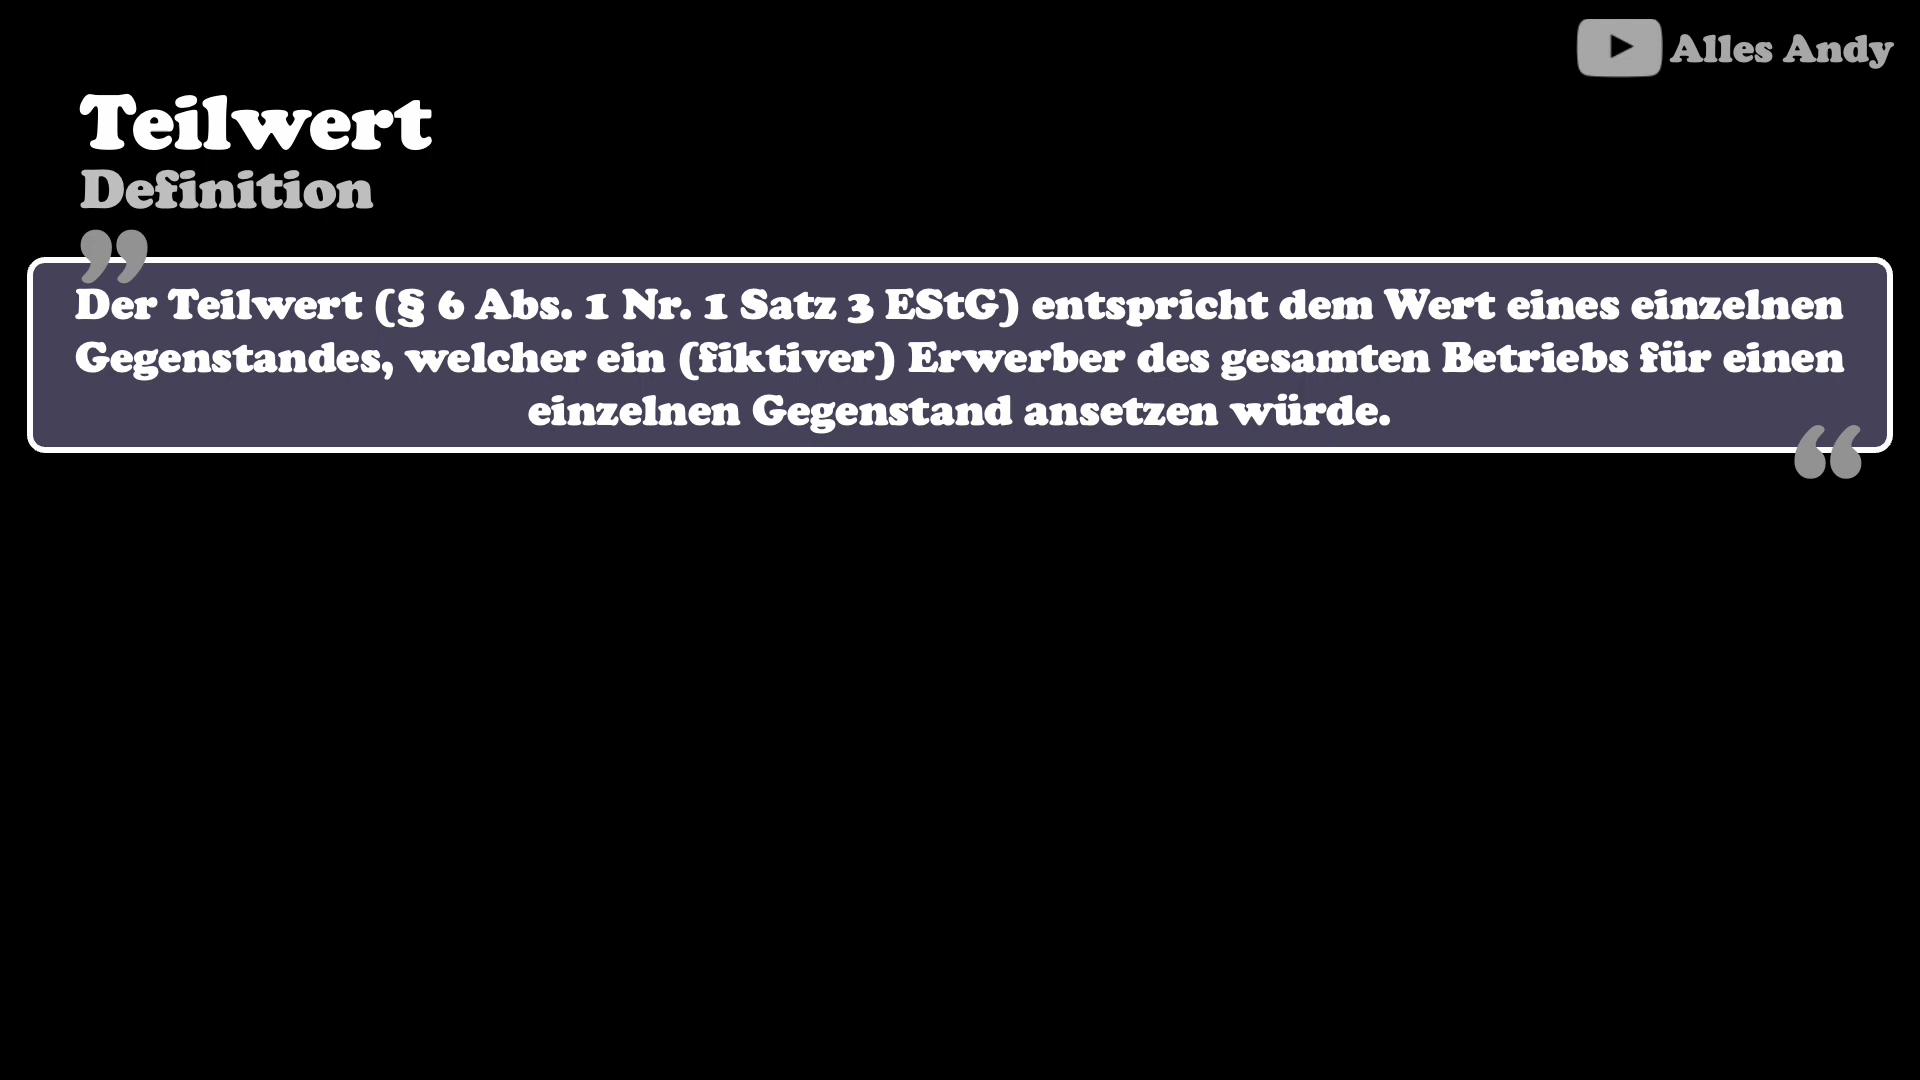 Alles Andy
Teilwert
Definition
”
Der Teilwert (§ 6 Abs. 1 Nr. 1 Satz 3 EStG) entspricht dem Wert eines einzelnen
Gegenstandes, welcher ein (fiktiver) Erwerber des gesamten Betriebs für einen
einzelnen Gegenstand ansetzen würde.
“